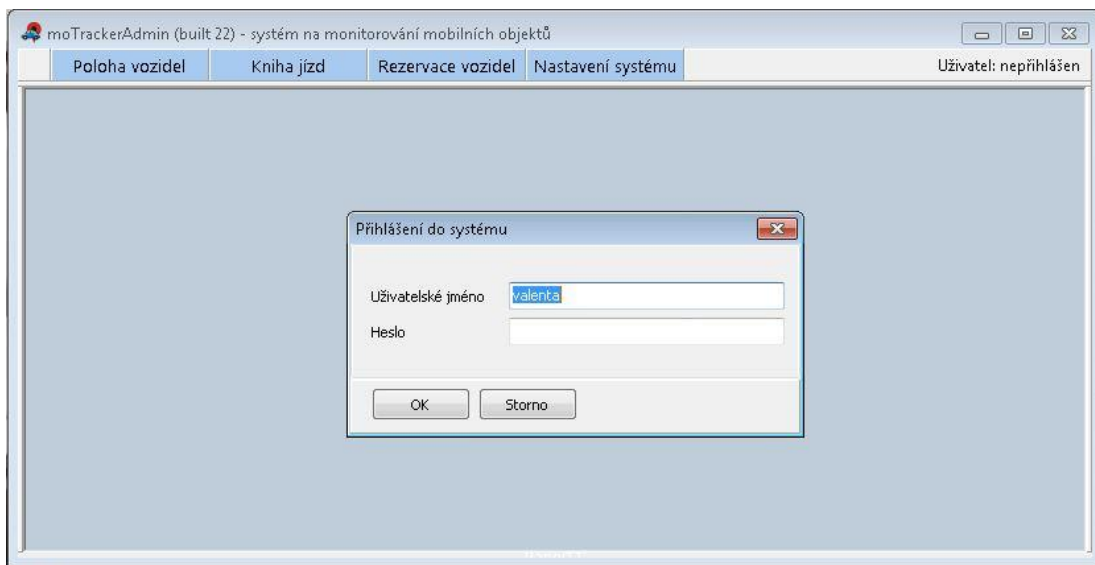 moTrackerAdmin (built 22) - systém na monitorování mobilních objektů
Poloha vozidel Kniha jízd Rezervace vozidel Nastavení systému Uživatel: nepřihlášen
Přihlášení do systému
Uživatelské jméno valenta
Heslo
OK Storno